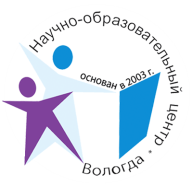 Научно-образовательный центр
основан в 2003 г.
Вологда